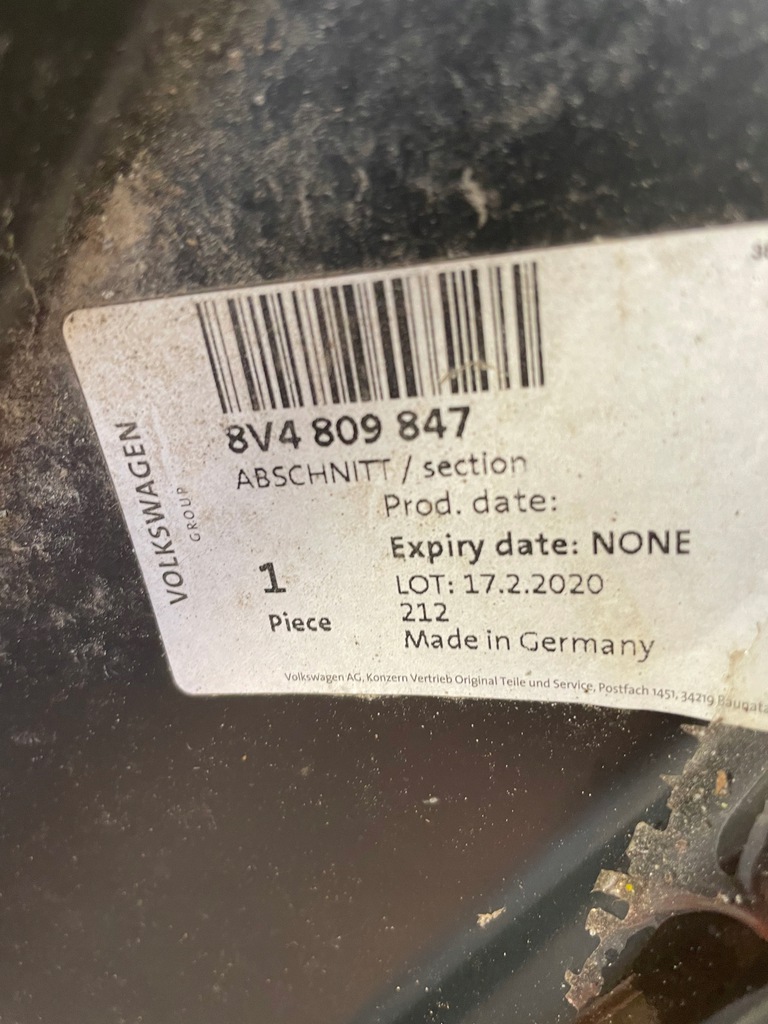 8V4 809 847
ABSCHNITT / section
Prod. date:
Expiry date: NONE
1
Piece
LOT: 17.2.2020
212
Made in Germany
VOLKSWAGEN
GROUP
Volkswagen AG, Konzern Vertrieb Original Teile und Service, Postfach 1451, 34219